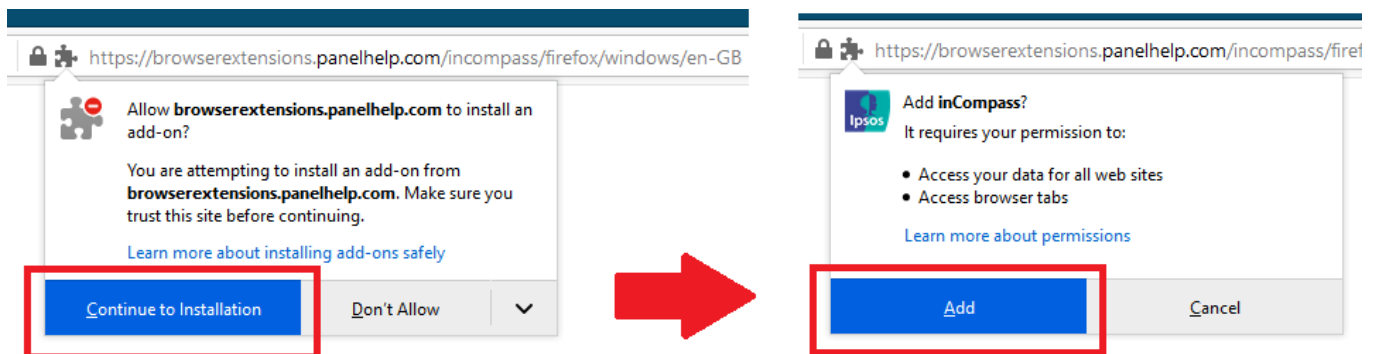 https://browserextensions.panelhelp.com/incompass/firefox/windows/en-GB
Allow browserextensions.panelhelp.com to install an
add-on?
You are attempting to install an add-on from
browserextensions.panelhelp.com. Make sure you
trust this site before continuing.
Learn more about installing add-ons safely
Continue to Installation
Don't Allow
https://browserextensions.panelhelp.com/incompass/firef
Ipsos
Add inCompass?
It requires your permission to:
• Access your data for all web sites
• Access browser tabs
Learn more about permissions
Add
Cancel